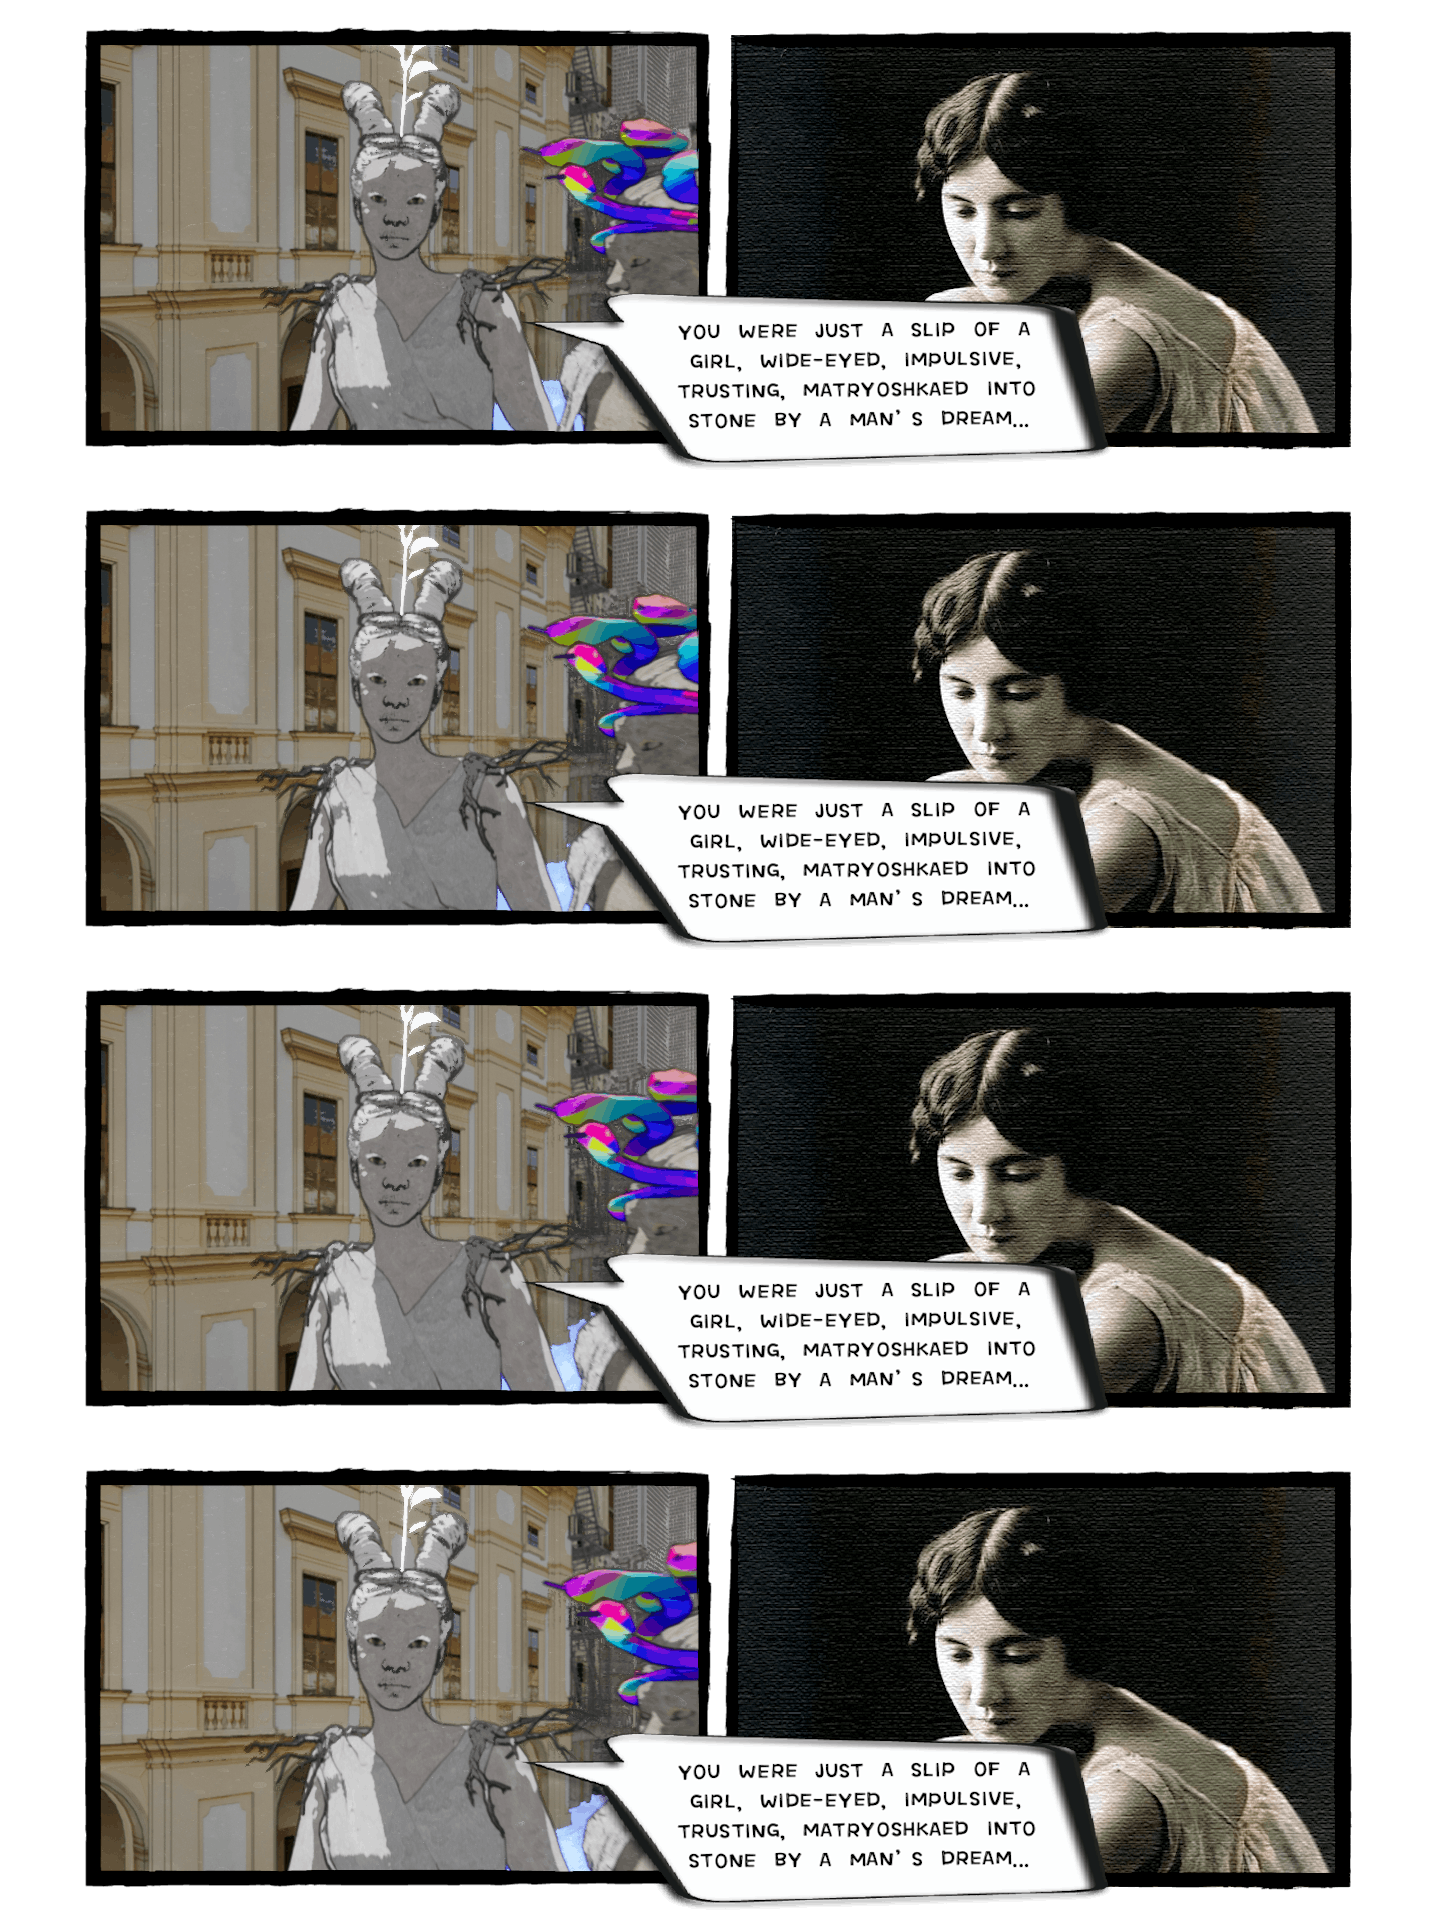 YOU WERE JUST A SLIP OF A
GIRL, WIDE-EYED, IMPULSIVE,
TRUSTING, MATRYOSHKAED INTO
STONE BY A MAN'S DREAM...
YOU WERE JUST A SLIP OF A
GIRL, WIDE-EYED, IMPULSIVE,
TRUSTING, MATRYOSHKAED INTO
STONE BY A MAN'S DREAM...
YOU WERE JUST A SLIP OF A
GIRL, WIDE-EYED, IMPULSIVE,
TRUSTING, MATRYOSHKAED INTO
STONE BY A MAN'S DREAM...
YOU WERE JUST A SLIP OF A
GIRL, WIDE-EYED, IMPULSIVE,
TRUSTING, MATRYOSHKAED INTO
STONE BY A MAN'S DREAM...